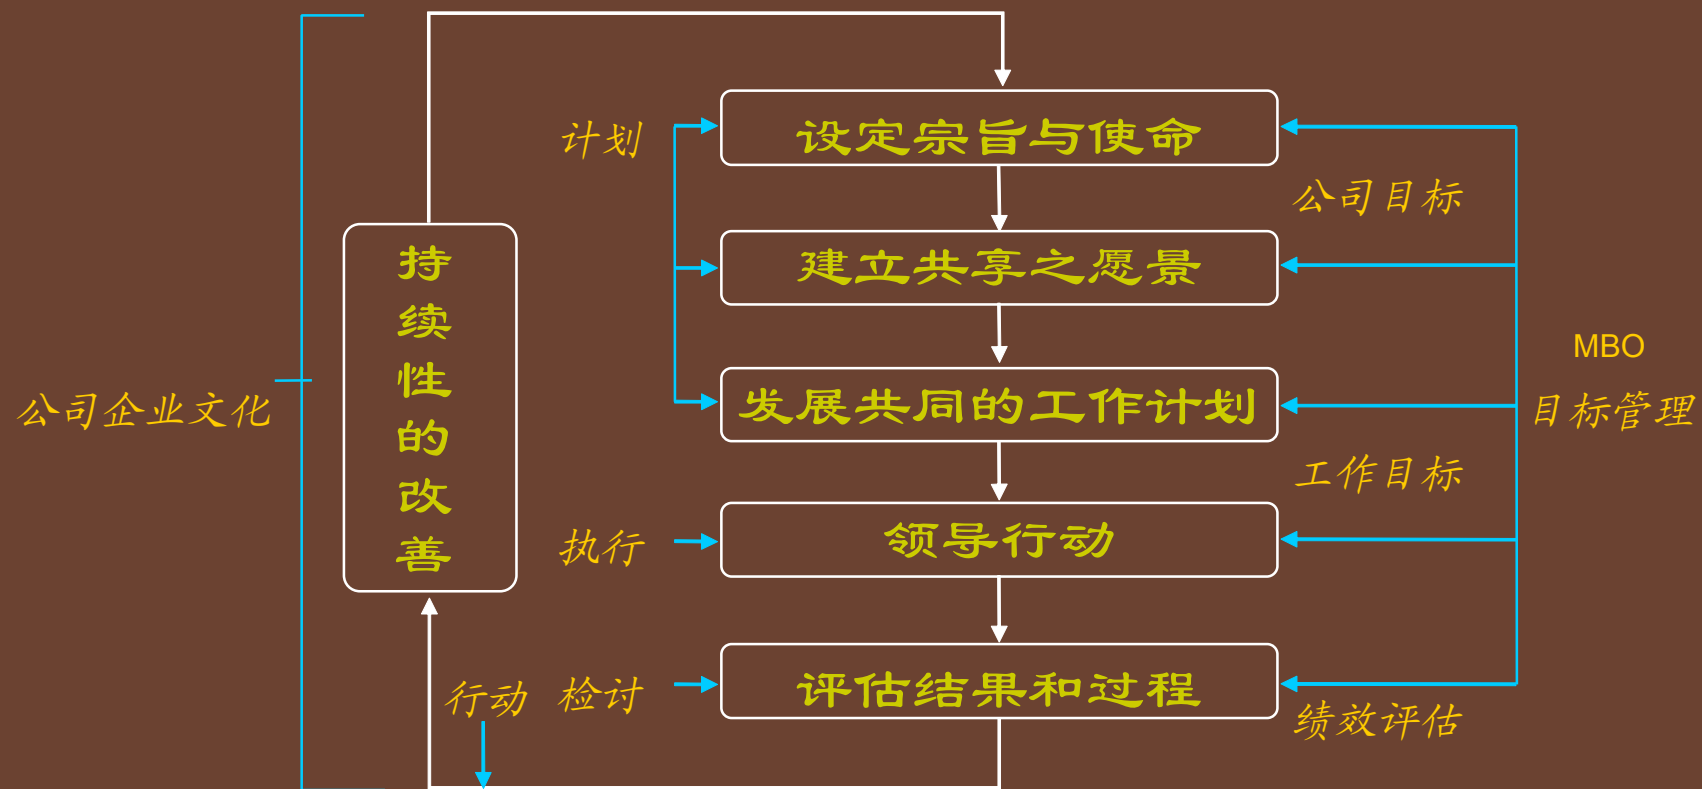 计划
设定宗旨与使命
公司目标
建立共享之愿景
持续性的改善
MBO
目标管理
公司企业文化
发展共同的工作计划
工作目标
执行
领导行动
行动
检讨
评估结果和过程
绩效评估